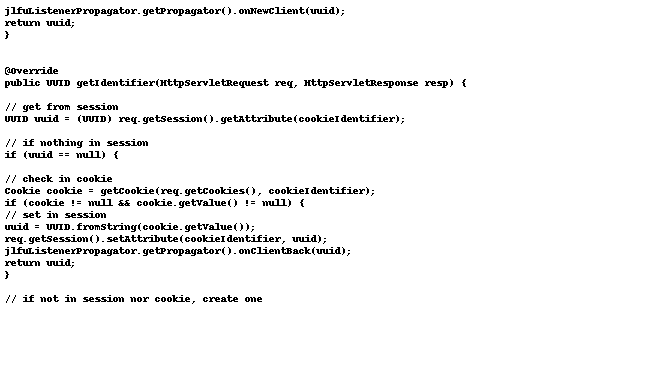 jlfuListenerPropagator.getPropagator().onNewClient(uuid);
return uuid;
}
@Override
public UUID getIdentifier(HttpServletRequest req, HttpServletResponse resp) {
// get from session
UUID uuid = (UUID) req.getSession().getAttribute(cookieIdentifier);
// if nothing in session
if (uuid == null) {
// check in cookie
Cookie cookie = getCookie(req.getCookies(), cookieIdentifier);
if (cookie != null && cookie.getValue() != null) {
// set in session
uuid = UUID.fromString(cookie.getValue());
req.getSession().setAttribute(cookieIdentifier, uuid);
jlfuListenerPropagator.getPropagator().onClientBack(uuid);
return uuid;
}
// if not in session nor cookie, create one